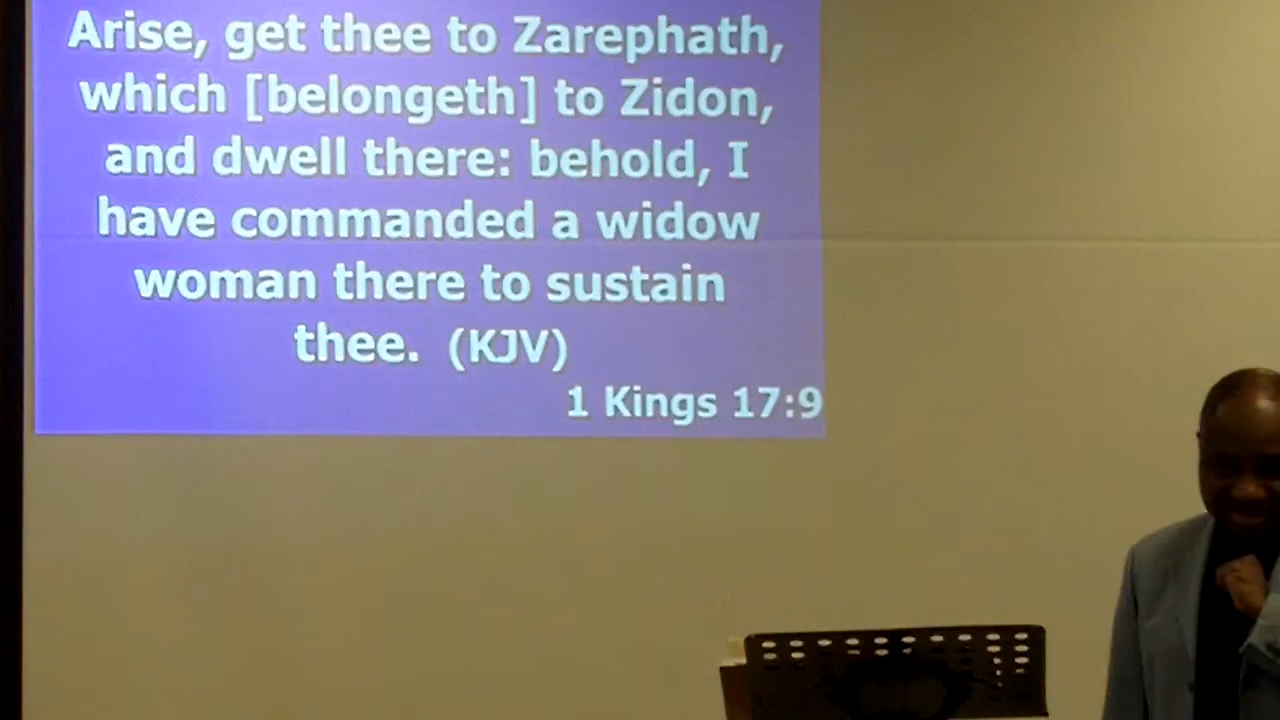 Arise, get thee to Zarephath,
which [belongeth] to Zidon,
and dwell there: behold, I
have commanded a widow
woman there to sustain
thee.  (KJV)
1 Kings 17:9